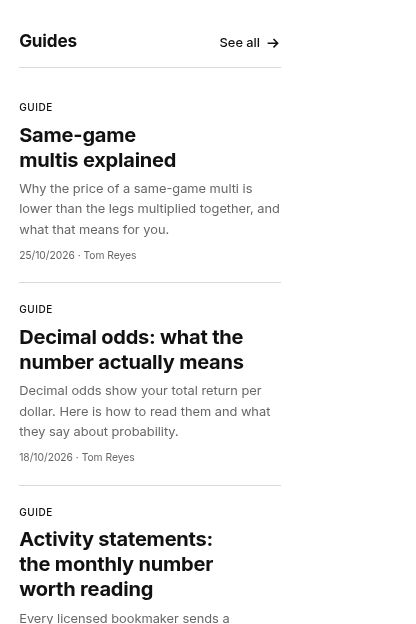 Guides
See all →
GUIDE
Same-game
multis explained
Why the price of a same-game multi is
lower than the legs multiplied together, and
what that means for you.
25/10/2026 · Tom Reyes
GUIDE
Decimal odds: what the
number actually means
Decimal odds show your total return per
dollar. Here is how to read them and what
they say about probability.
18/10/2026 · Tom Reyes
GUIDE
Activity statements:
the monthly number
worth reading
Every licensed bookmaker sends a